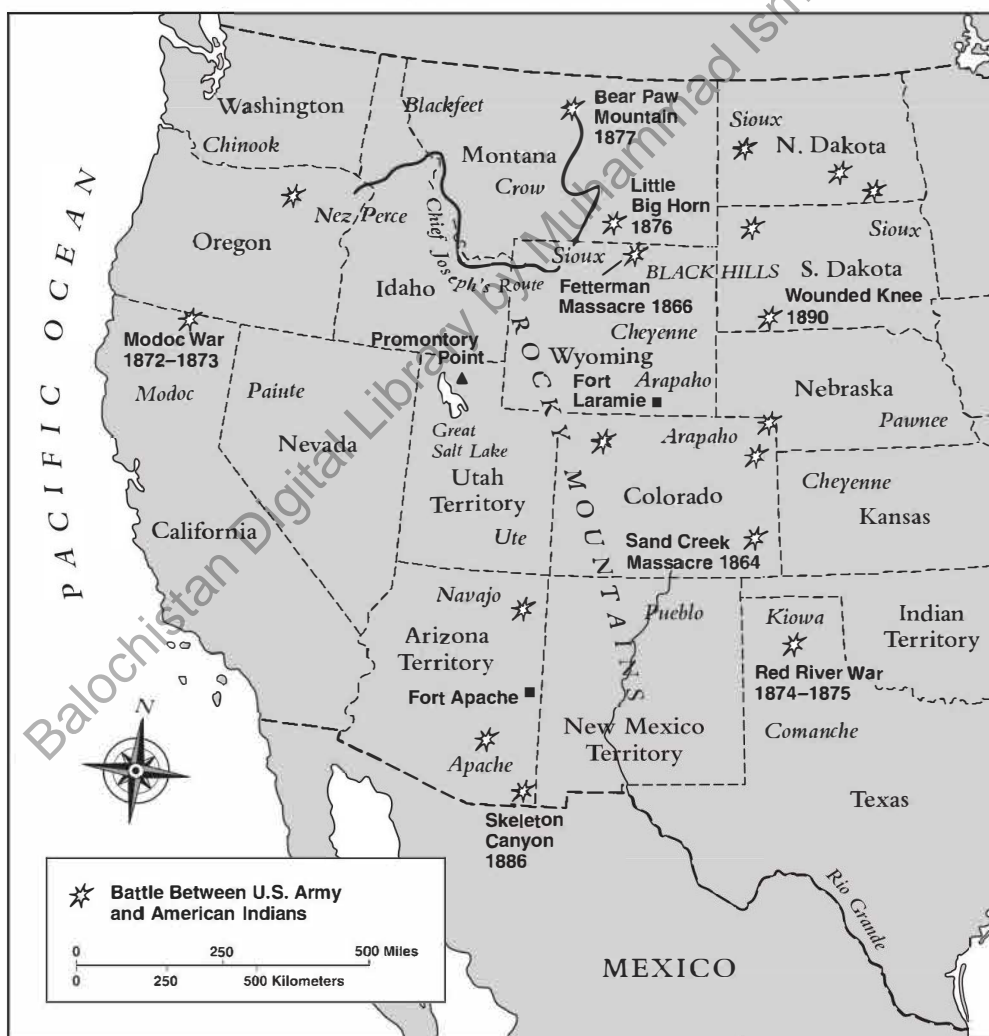 Washington
Chinook
Blackfeet
Bear Paw
Mountain
1877
Montana
Crow
Sioux
N. Dakota
Little
Big Horn
1876
Nez Perce
Oregon
Chief Joseph's Route
Idaho
Sioux
Fetterman
Massacre 1866
BLACK HILLS
Sioux
S. Dakota
Wounded Knee
1890
PACIFIC OCEAN
Modoc War
1872–1873
Modoc
Paiute
Promontory
Point
Cheyenne
Wyoming
Fort
Laramie
Arapaho
Nebraska
Pawnee
ROCKY MOUNTAINS
Nevada
Great
Salt Lake
Utah
Territory
Ute
Arapaho
Colorado
Cheyenne
Kansas
California
Sand Creek
Massacre 1864
Navajo
Arizona
Territory
Fort Apache
Apache
Pueblo
New Mexico
Territory
Kiowa
Indian
Territory
Red River War
1874–1875
Comanche
Texas
Skeleton
Canyon
1886
Rio Grande
MEXICO
N
Battle Between U.S. Army
and American Indians
0 250 500 Miles
0 250 500 Kilometers
Balochistan Digital Library by Muhammad Ism